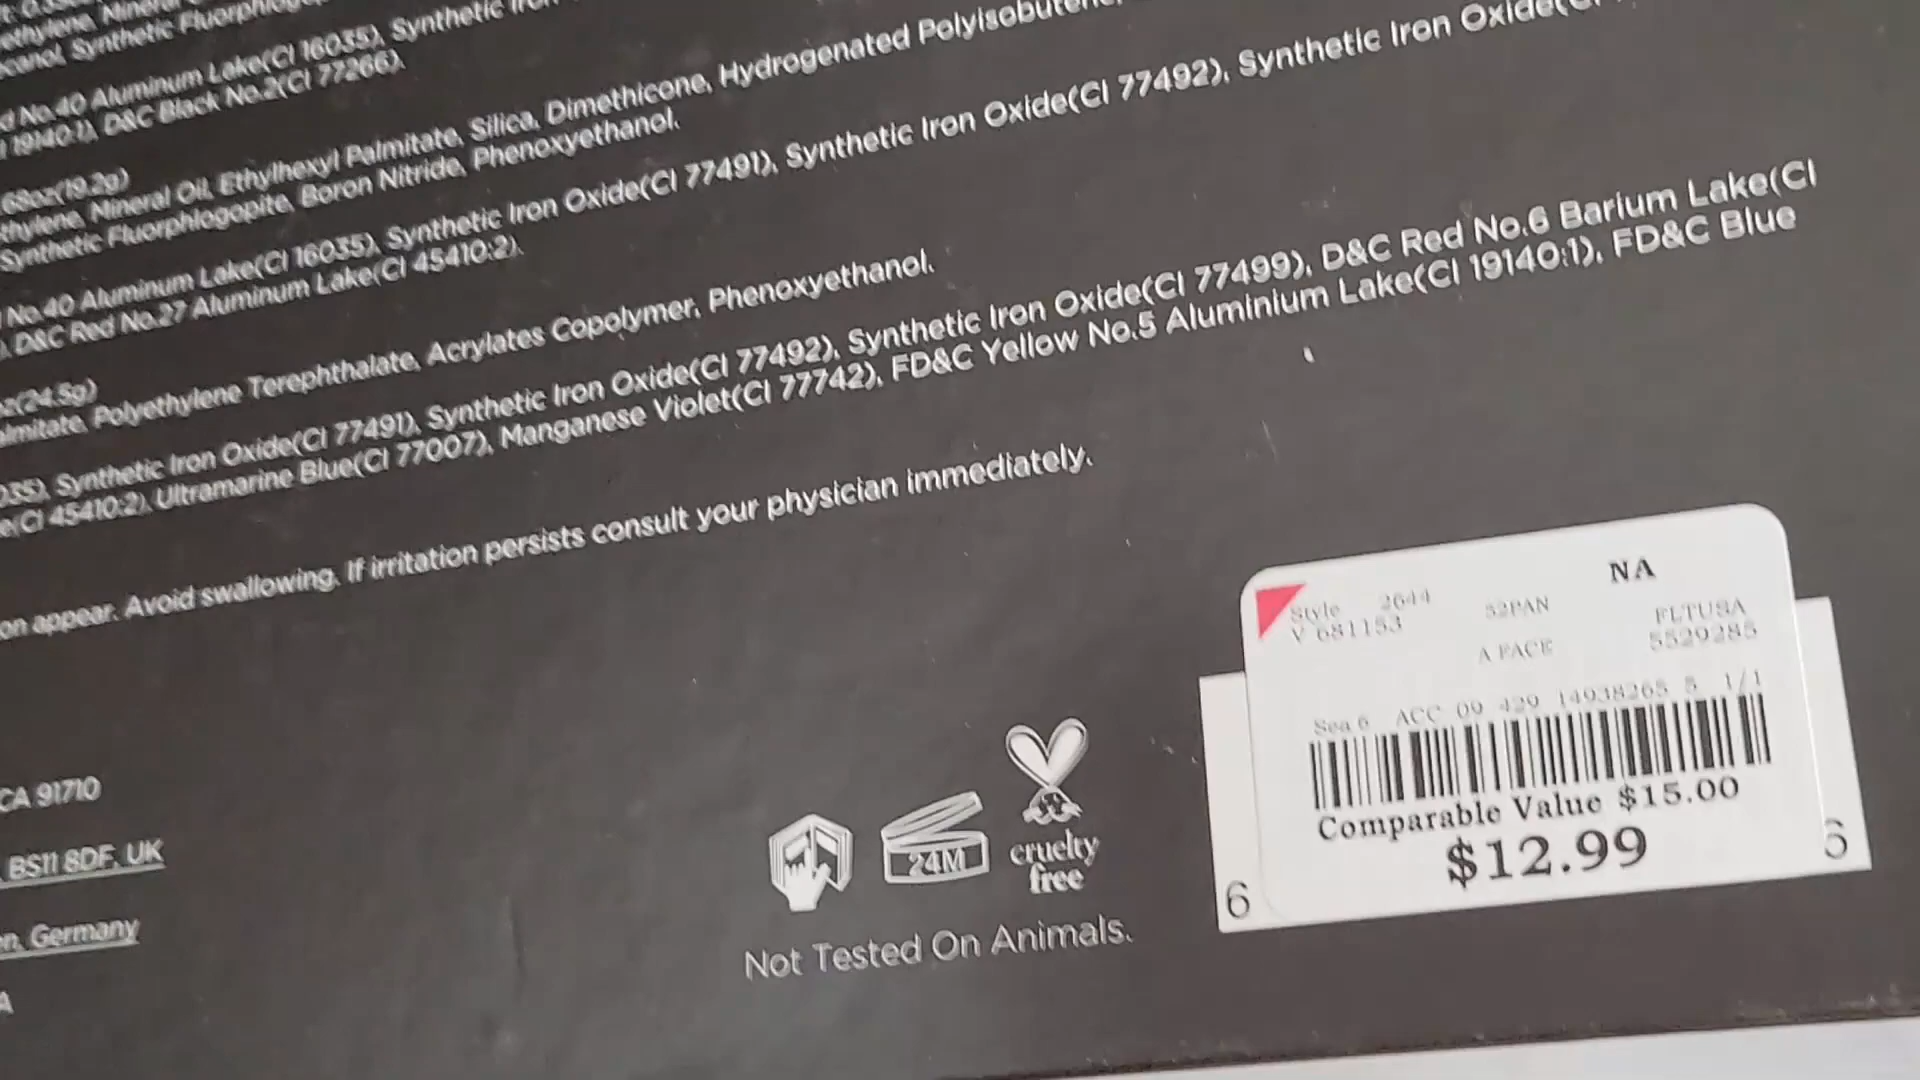 ethylene, Mineral
Synthetic Fluorphlogo
d No.40 Aluminum Lake(CI 16035), Synthetic Iron
19140:1), D&C Black No.2(CI 77266).
.68oz(19.2g)
thylene, Mineral Oil, Ethylhexyl Palmitate, Silica, Dimethicone, Hydrogenated Polyisobutene,
Synthetic Fluorphlogopite, Boron Nitride, Phenoxyethanol.
No.40 Aluminum Lake(CI 16035), Synthetic Iron Oxide(CI 77491), Synthetic Iron Oxide(CI 77492), Synthetic Iron Oxide(CI
), D&C Red No.27 Aluminum Lake(CI 45410:2).
oz(24.5g)
almitate, Polyethylene Terephthalate, Acrylates Copolymer, Phenoxyethanol.
035), Synthetic Iron Oxide(CI 77491), Synthetic Iron Oxide(CI 77492), Synthetic Iron Oxide(CI 77499), D&C Red No.6 Barium Lake(CI
e(CI 45410:2), Ultramarine Blue(CI 77007), Manganese Violet(CI 77742), FD&C Yellow No.5 Aluminium Lake(CI 19140:1), FD&C Blue
on appear. Avoid swallowing. If irritation persists consult your physician immediately.
CA 91710
BS11 8DF, UK
en, Germany
A
24M
cruelty
free
Not Tested On Animals.
NA
Style 2644 52PAN FLTUSA
V 681153 A FACE 5529285
Sea 6 ACC 09 429 14938265 5 1/1
Comparable Value $15.00
$12.99
6
6